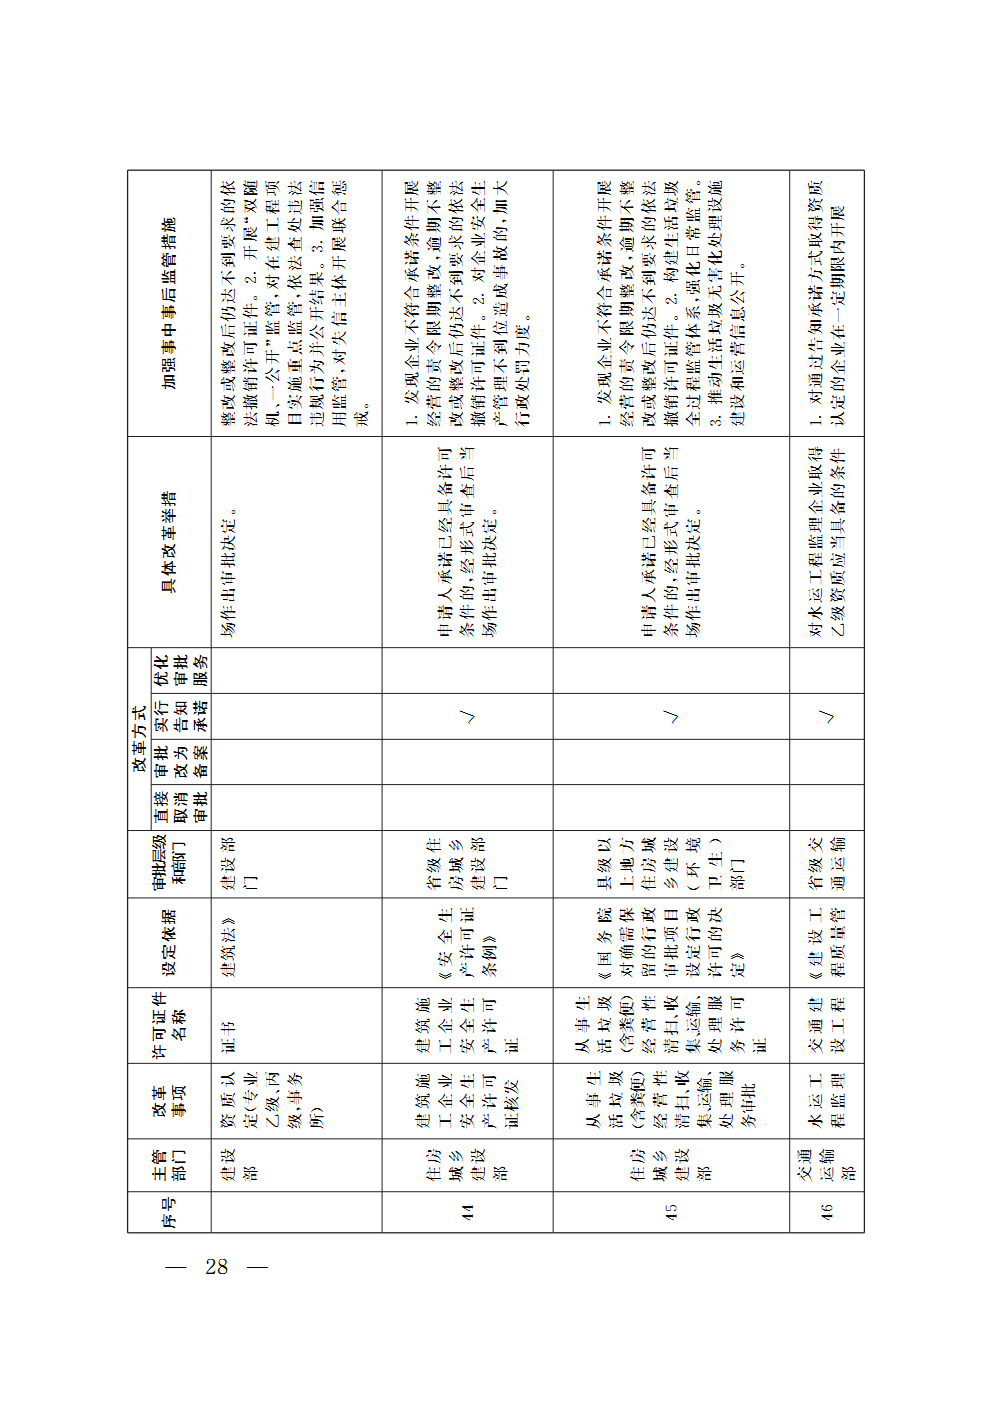 序号
主管
部门
改革
事项
许可证件
名称
设定依据
审批层级
和部门
改革方式
直接
取消
审批
审批
改为
备案
实行
告知
承诺
优化
审批
服务
具体改革举措
加强事中事后监管措施
建设
部
资质认
定(专业
乙级、丙
级,事务
所)
证书
建筑法》
建设部
门
场作出审批决定。
整改或整改后仍达不到要求的依
法撤销许可证件。2. 开展“双随
机、一公开”监管,对在建工程项
目实施重点监管,依法查处违法
违规行为并公开结果。3. 加强信
用监管,对失信主体开展联合惩
戒。
44
住房
城乡
建设
部
建筑施
工企业
安全生
产许可
证核发
建筑施
工企业
安全生
产许可
证
《安全生
产许可证
条例》
省级住
房城乡
建设部
门
√
申请人承诺已经具备许可
条件的,经形式审查后当
场作出审批决定。
1. 发现企业不符合承诺条件开展
经营的责令限期整改,逾期不整
改或整改后仍达不到要求的依法
撤销许可证件。2. 对企业安全生
产管理不到位造成事故的,加大
行政处罚力度。
45
住房
城乡
建设
部
从事生
活垃圾
(含粪便)
经营性
清扫、收
集、运输、
处理服
务审批
从事生
活垃圾
(含粪便)
经营性
清扫、收
集、运输、
处理服
务许可
证
《国务院
对确需保
留的行政
审批项目
设定行政
许可的决
定》
县级以
上地方
住房城
乡建设
(环境
卫生)
部门
√
申请人承诺已经具备许可
条件的,经形式审查后当
场作出审批决定。
1. 发现企业不符合承诺条件开展
经营的责令限期整改,逾期不整
改或整改后仍达不到要求的依法
撤销许可证件。2. 构建生活垃圾
全过程监管体系,强化日常监管。
3. 推动生活垃圾无害化处理设施
建设和运营信息公开。
46
交通
运输
部
水运工
程监理
交通建
设工程
《建设工
程质量管
省级交
通运输
√
对水运工程监理企业取得
乙级资质应当具备的条件
1. 对通过告知承诺方式取得资质
认定的企业在一定期限内开展
— 28 —